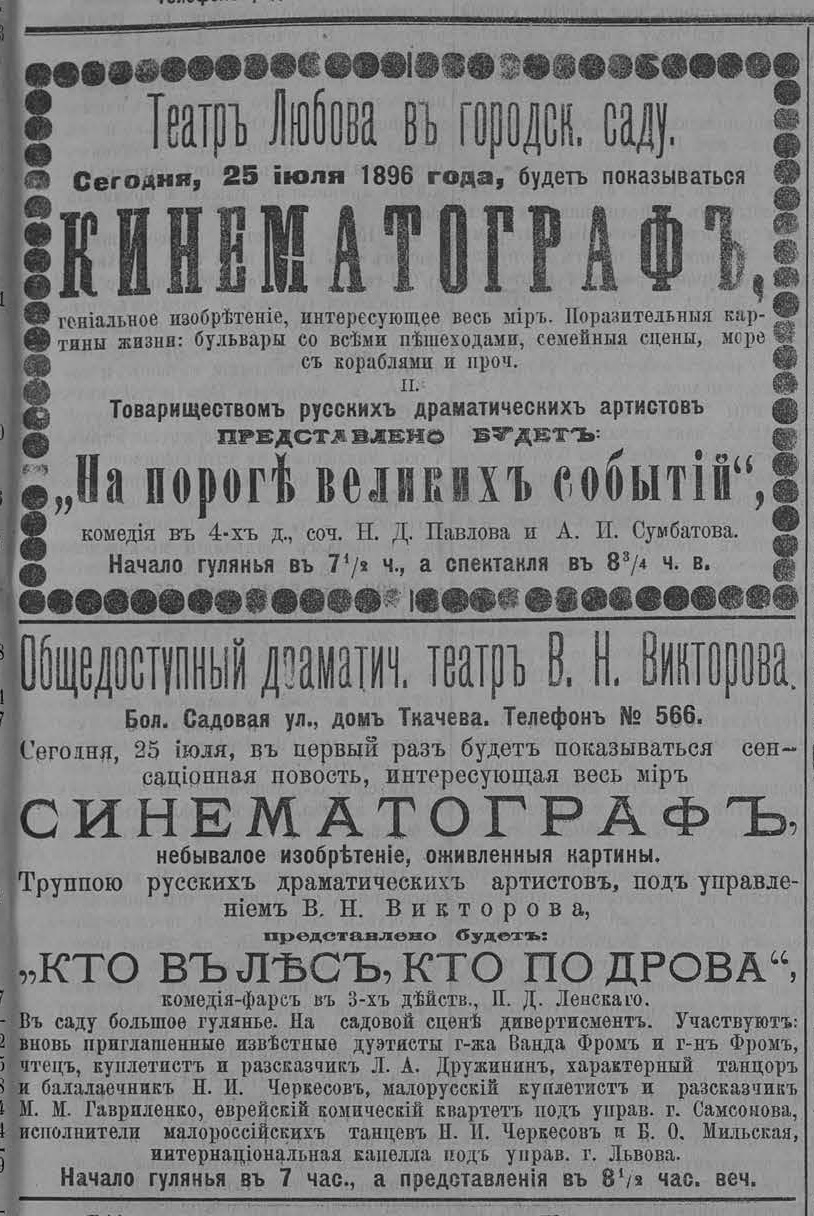 Театръ Любова въ городск. саду.
Сегодня, 25 іюля 1896 года, будетъ показываться
КИНЕМАТОГРАФЪ,
геніальное изобрѣтеніе, интересующее весь міръ. Поразительныя кар-
тины жизни: бульвары со всѣми пѣшеходами, семейныя сцены, море
съ кораблями и проч.
II.
Товариществомъ русскихъ драматическихъ артистовъ
ПРЕДСТАВЛЕНО БУДЕТЪ:
„На порогѣ великихъ событій“,
комедія въ 4-хъ д., соч. Н. Д. Павлова и А. И. Сумбатова.
Начало гулянья въ 7¹/₂ ч., а спектакля въ 8³/₄ ч. в.
Общедоступный драматич. театръ В. Н. Викторова.
Бол. Садовая ул., домъ Ткачева. Телефонъ № 566.
Сегодня, 25 іюля, въ первый разъ будетъ показываться сен-
саціонная новость, интересующая весь міръ
СИНЕМАТОГРАФЪ,
небывалое изобрѣтеніе, оживленныя картины.
Труппою русскихъ драматическихъ артистовъ, подъ управле-
ніемъ В. Н. Викторова,
представлено будетъ:
„КТО ВЪ ЛѢСЪ, КТО ПО ДРОВА“,
комедія-фарсъ въ 3-хъ дѣйств., П. Д. Ленскаго.
Въ саду большое гулянье. На садовой сценѣ дивертисментъ. Участвуютъ:
вновь приглашенные извѣстные дуэтисты г-жа Ванда Фромъ и г-нъ Фромъ,
чтецъ, куплетистъ и разсказчикъ Л. А. Дружининъ, характерный танцоръ
и балалаечникъ Н. И. Черкесовъ, малорусскій куплетистъ и разсказчикъ
М. М. Гавриленко, еврейскій комическій квартетъ подъ управ. г. Самсонова,
исполнители малороссійскихъ танцевъ Н. И. Черкесовъ и Б. О. Мильская,
интернаціональная капелла подъ управ. г. Львова.
Начало гулянья въ 7 час., а представленія въ 8¹/₂ час. веч.